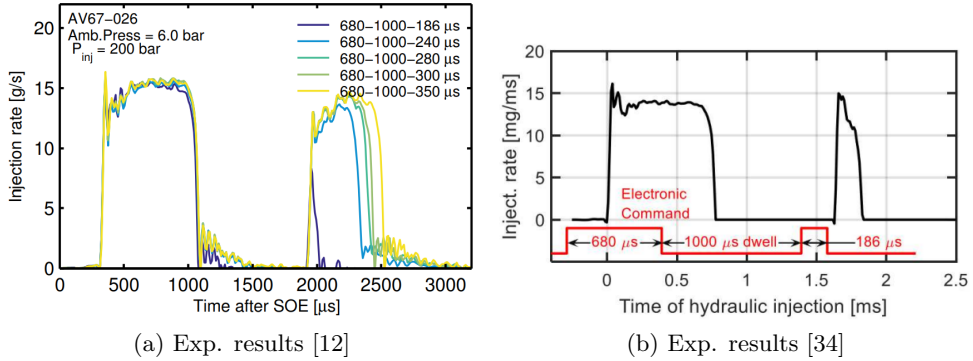 AV67-026
Amb.Press = 6.0 bar
P_inj = 200 bar
680-1000-186 μs
680-1000-240 μs
680-1000-280 μs
680-1000-300 μs
680-1000-350 μs
20
15
10
5
0
Injection rate [g/s]
0 500 1000 1500 2000 2500 3000
Time after SOE [μs]
(a) Exp. results [12]
20
15
10
5
0
Inject. rate [mg/ms]
Electronic
Command
680 μs
1000 μs dwell
186 μs
0 0.5 1 1.5 2 2.5
Time of hydraulic injection [ms]
(b) Exp. results [34]